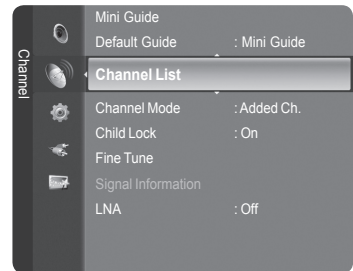 Channel
Mini Guide
Default Guide : Mini Guide
Channel List
Channel Mode : Added Ch.
Child Lock : On
Fine Tune
Signal Information
LNA : Off